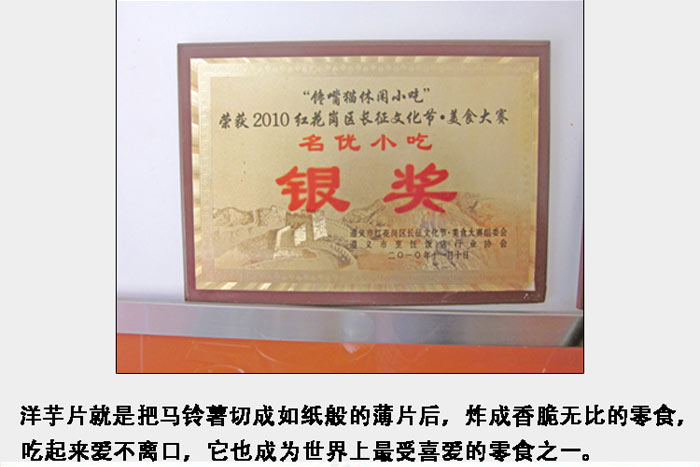 “馋嘴猫休闲小吃”
荣获2010红花岗区长征文化节·美食大赛
名优小吃
银奖
遵义市红花岗区长征文化节·美食大赛组委会
遵义市烹饪饭店行业协会
二〇一〇年十一月十日
洋芋片就是把马铃薯切成如纸般的薄片后，炸成香脆无比的零食，
吃起来爱不离口，它也成为世界上最受喜爱的零食之一。